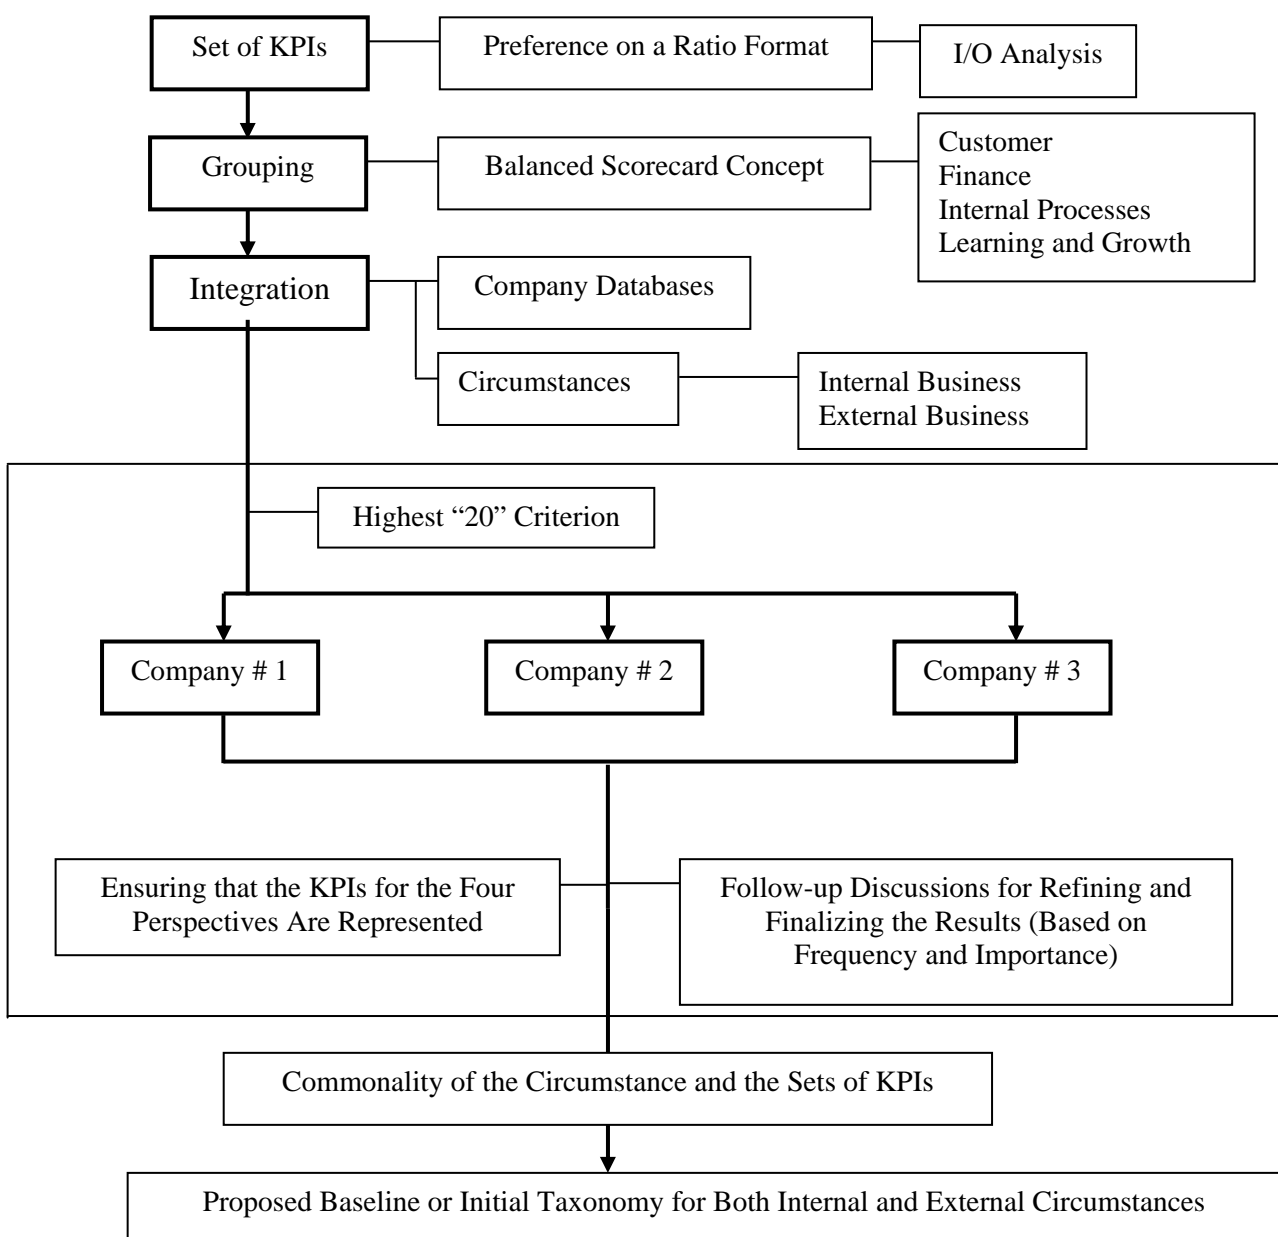 Set of KPIs
Preference on a Ratio Format
I/O Analysis
Grouping
Balanced Scorecard Concept
Customer
Finance
Internal Processes
Learning and Growth
Integration
Company Databases
Circumstances
Internal Business
External Business
Highest “20” Criterion
Company # 1
Company # 2
Company # 3
Ensuring that the KPIs for the Four
Perspectives Are Represented
Follow-up Discussions for Refining and
Finalizing the Results (Based on
Frequency and Importance)
Commonality of the Circumstance and the Sets of KPIs
Proposed Baseline or Initial Taxonomy for Both Internal and External Circumstances